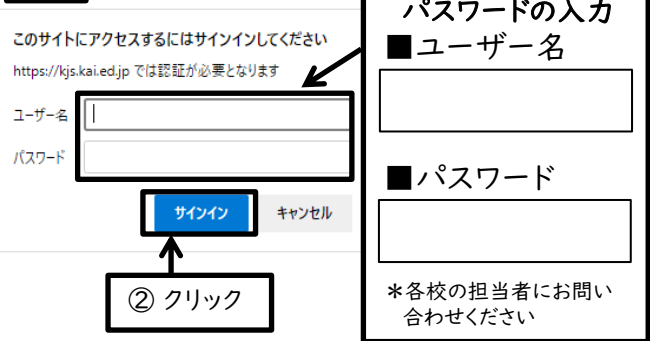 このサイトにアクセスするにはサインインしてください
https://kjs.kai.ed.jp では認証が必要となります
ユーザー名
パスワード
サインイン
キャンセル
② クリック
パスワードの入力
■ユーザー名
■パスワード
＊各校の担当者にお問い
合わせください